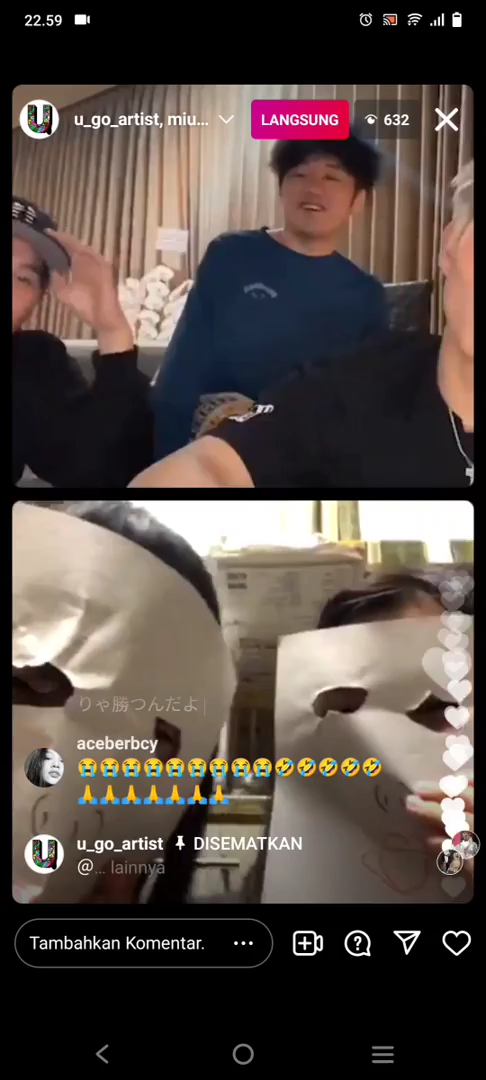 22.59
u_go_artist, miu...
LANGSUNG
632
りゃ勝つんだよ
aceberbcy
😭😭😭😭😭😭😭😭😭🤣🤣🤣🤣🤣
🙏🙏🙏🙏🙏🙏🙏
u_go_artist DISEMATKAN
@... lainnya
Tambahkan Komentar.